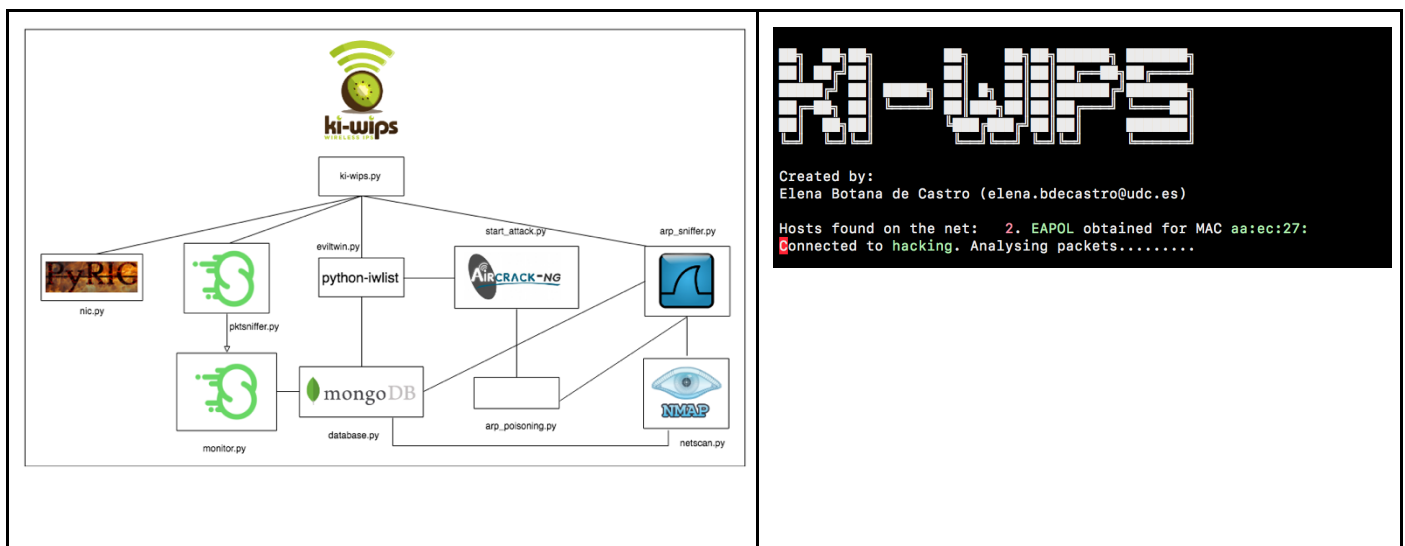 ki-wips
WIRELESS IPS
ki-wips.py
start_attack.py
arp_sniffer.py
eviltwin.py
PyRIC
python-iwlist
AIRCRACK-NG
nic.py
pktsniffer.py
mongoDB
NMAP
arp_poisoning.py
database.py
netscan.py
monitor.py
KI-WIPS
Created by:
Elena Botana de Castro (elena.bdecastro@udc.es)
Hosts found on the net:   2. EAPOL obtained for MAC aa:ec:27:
Connected to hacking. Analysing packets.........